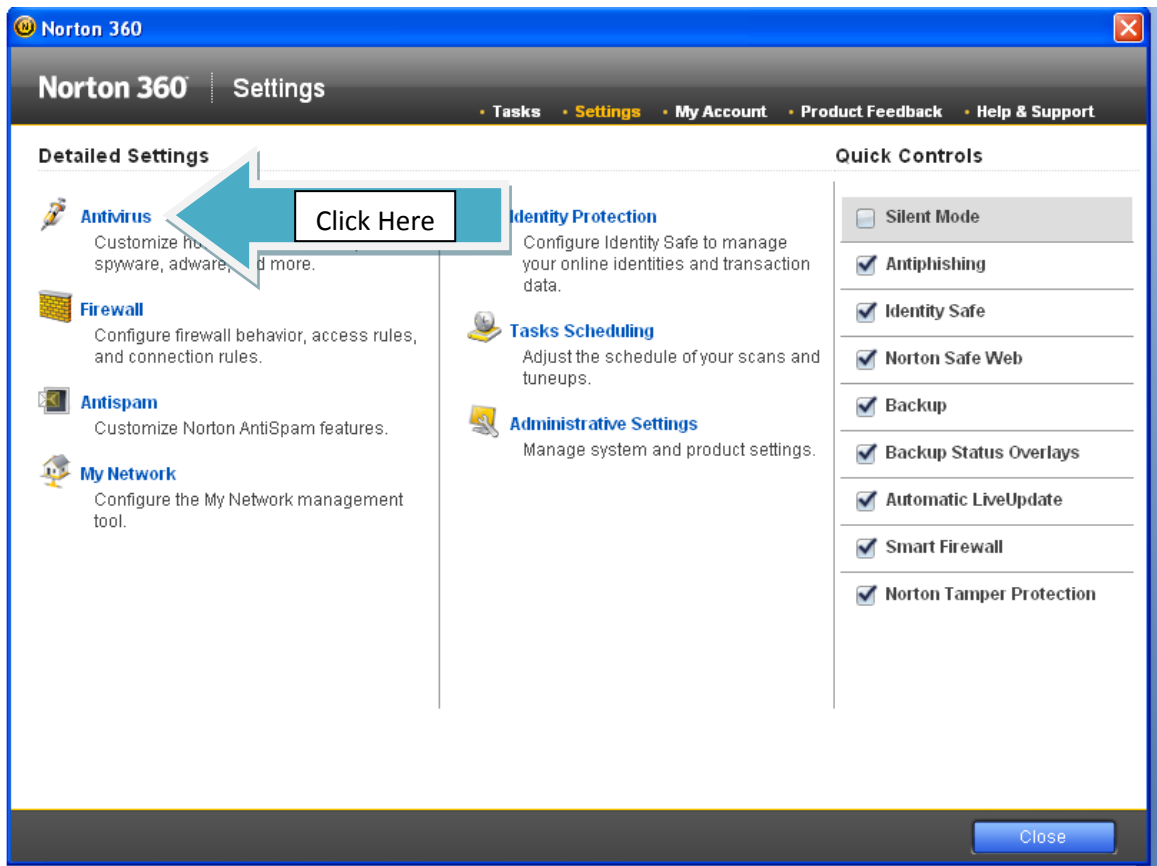 Norton 360
Norton 360 Settings
• Tasks • Settings • My Account • Product Feedback • Help & Support
Detailed Settings
Antivirus
Customize
spyware, adware, and more.
Firewall
Configure firewall behavior, access rules,
and connection rules.
Antispam
Customize Norton AntiSpam features.
My Network
Configure the My Network management
tool.
Click Here
Identity Protection
Configure Identity Safe to manage
your online identities and transaction
data.
Tasks Scheduling
Adjust the schedule of your scans and
tuneups.
Administrative Settings
Manage system and product settings.
Quick Controls
Silent Mode
Antiphishing
Identity Safe
Norton Safe Web
Backup
Backup Status Overlays
Automatic LiveUpdate
Smart Firewall
Norton Tamper Protection
Close